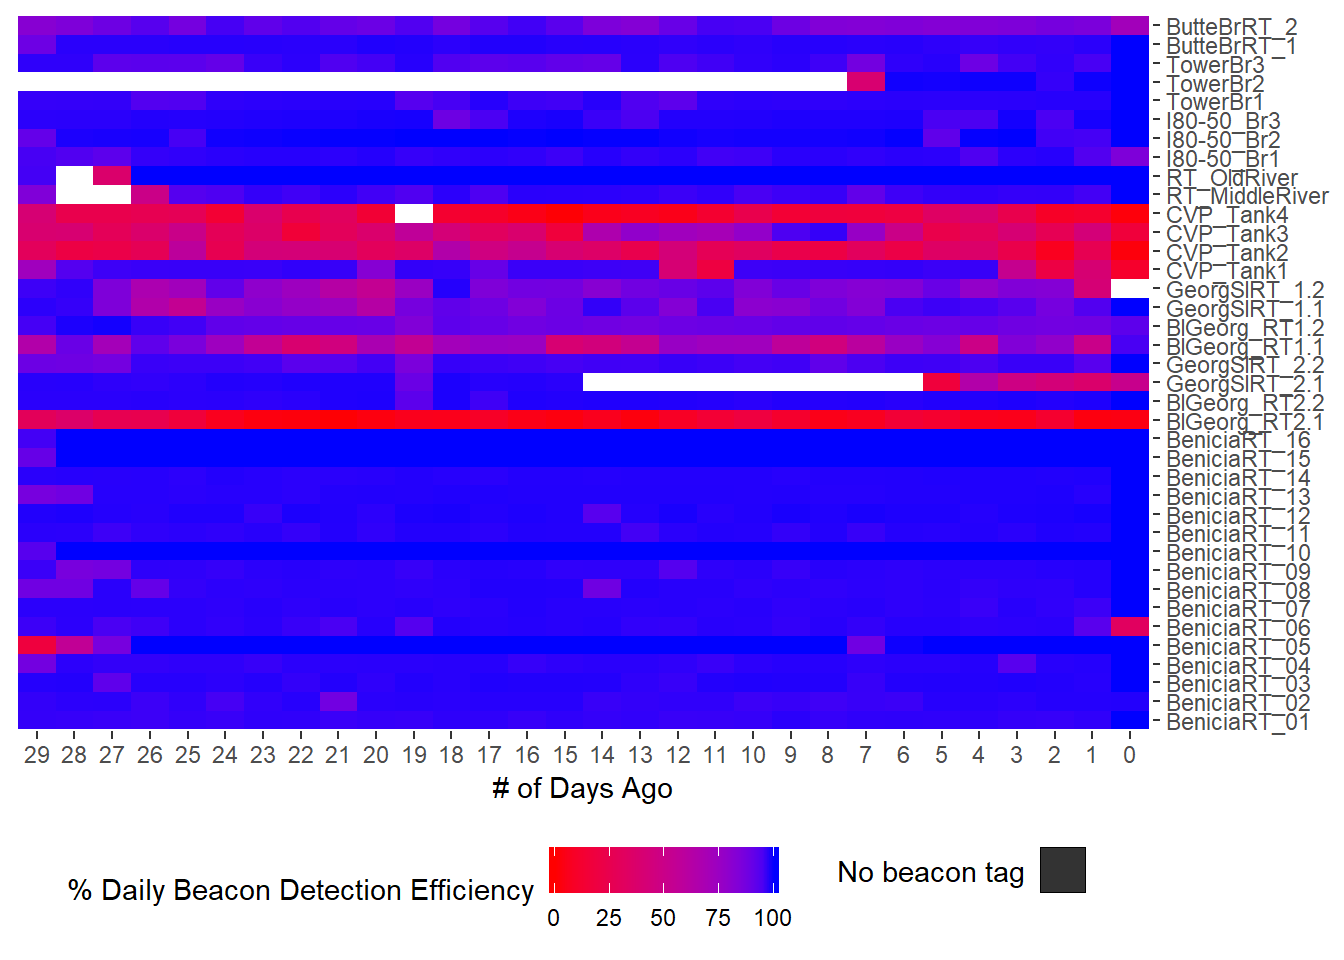 ButteBrRT_2
ButteBrRT_1
TowerBr3
TowerBr2
TowerBr1
I80-50_Br3
I80-50_Br2
I80-50_Br1
RT_OldRiver
RT_MiddleRiver
CVP_Tank4
CVP_Tank3
CVP_Tank2
CVP_Tank1
GeorgSlRT_1.2
GeorgSlRT_1.1
BlGeorg_RT1.2
BlGeorg_RT1.1
GeorgSlRT_2.2
GeorgSlRT_2.1
BlGeorg_RT2.2
BlGeorg_RT2.1
BeniciaRT_16
BeniciaRT_15
BeniciaRT_14
BeniciaRT_13
BeniciaRT_12
BeniciaRT_11
BeniciaRT_10
BeniciaRT_09
BeniciaRT_08
BeniciaRT_07
BeniciaRT_06
BeniciaRT_05
BeniciaRT_04
BeniciaRT_03
BeniciaRT_02
BeniciaRT_01
29 28 27 26 25 24 23 22 21 20 19 18 17 16 15 14 13 12 11 10 9 8 7 6 5 4 3 2 1 0
# of Days Ago
% Daily Beacon Detection Efficiency
0 25 50 75 100
No beacon tag